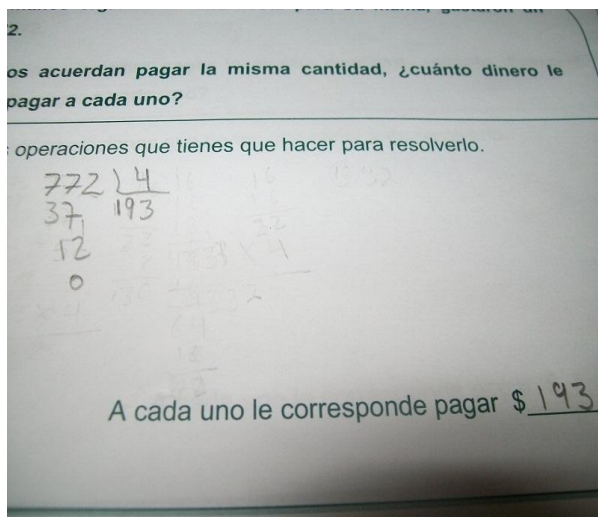 2.
os acuerdan pagar la misma cantidad, ¿cuánto dinero le
pagar a cada uno?
operaciones que tienes que hacer para resolverlo.
772 4
37 193
12
0
A cada uno le corresponde pagar $ 193